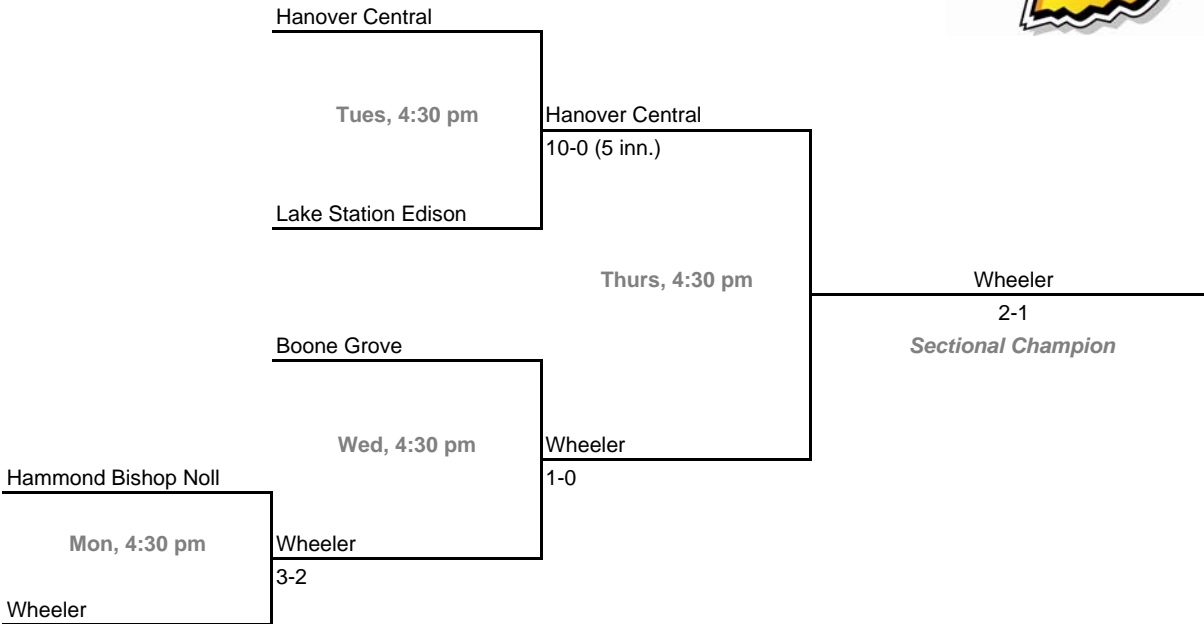 Hanover Central
Tues, 4:30 pm
Hanover Central
10-0 (5 inn.)
Lake Station Edison
Thurs, 4:30 pm
Wheeler
2-1
Sectional Champion
Boone Grove
Wed, 4:30 pm
Wheeler
1-0
Hammond Bishop Noll
Mon, 4:30 pm
Wheeler
3-2
Wheeler